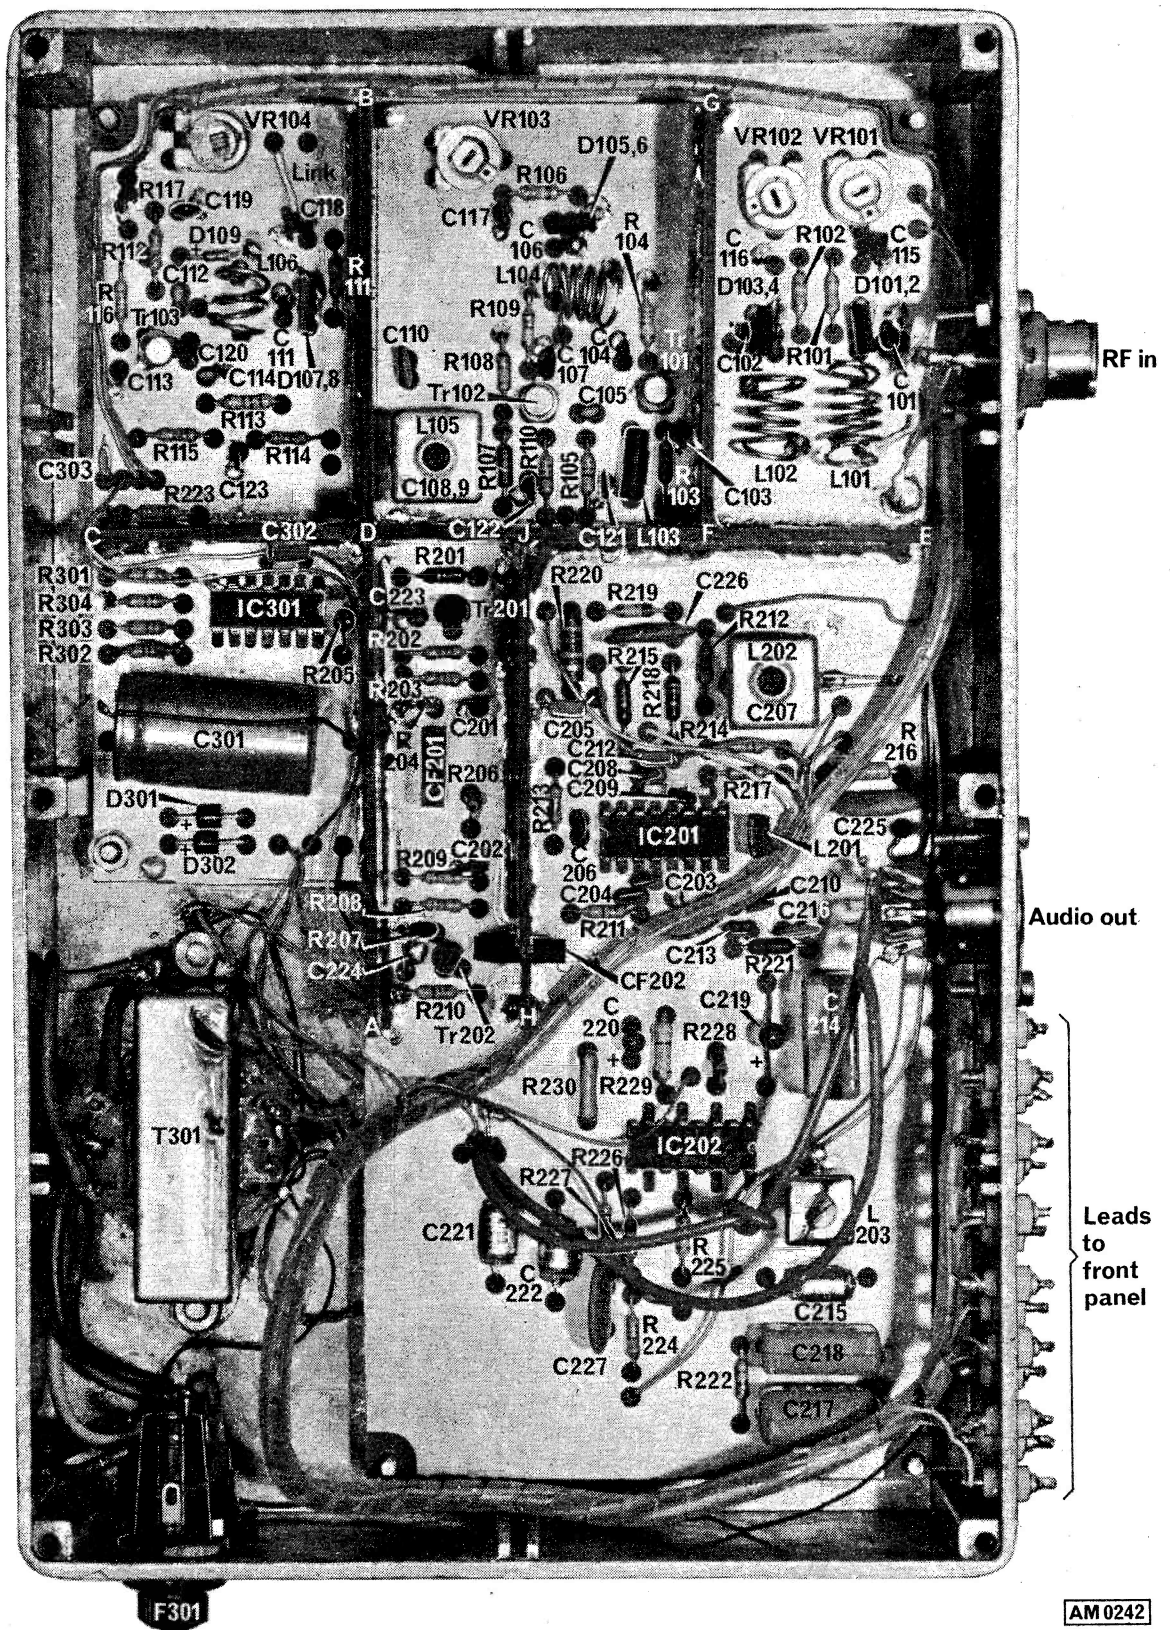 B
G
VR104
VR103
VR102 VR101
D105,6
Link
R106
R117
C119
C118
C117
R
104
C
106
R102
C
116
C
115
R112
D109
L106
C112
R
111
L104
D103,4
D101,2
R
116
Tr103
R109
C110
Tr
101
C120
C
111
R108
C
107
C
104
C102
R101
RF in
C113
C114
D107,8
Tr102
C105
C
101
R113
L105
R110
R107
R105
R115
R114
L102
L101
C303
C123
C108,9
R
103
C103
R223
C
C302
D
C122
J
C121
L103
F
E
R301
R201
R220
R219
C226
R304
IC301
C223
Tr201
R212
R303
R202
L202
R302
R205
R203
R215
R218
C301
R
204
C201
C205
R214
C207
CF201
C212
R
216
R206
C208
D301
C209
R217
+
R213
IC201
C225
+
D302
C202
C
206
L201
R209
C204
C203
C210
R208
R211
C216
Audio out
R207
C213
C224
R221
CF202
R210
C
220
C219
C
214
A
Tr202
H
R228
+
+
R230
R229
T301
IC202
R226
R227
C221
L
203
Leads
to
front
panel
R
225
C
222
C215
R
224
C227
C218
R222
C217
F301
AM0242